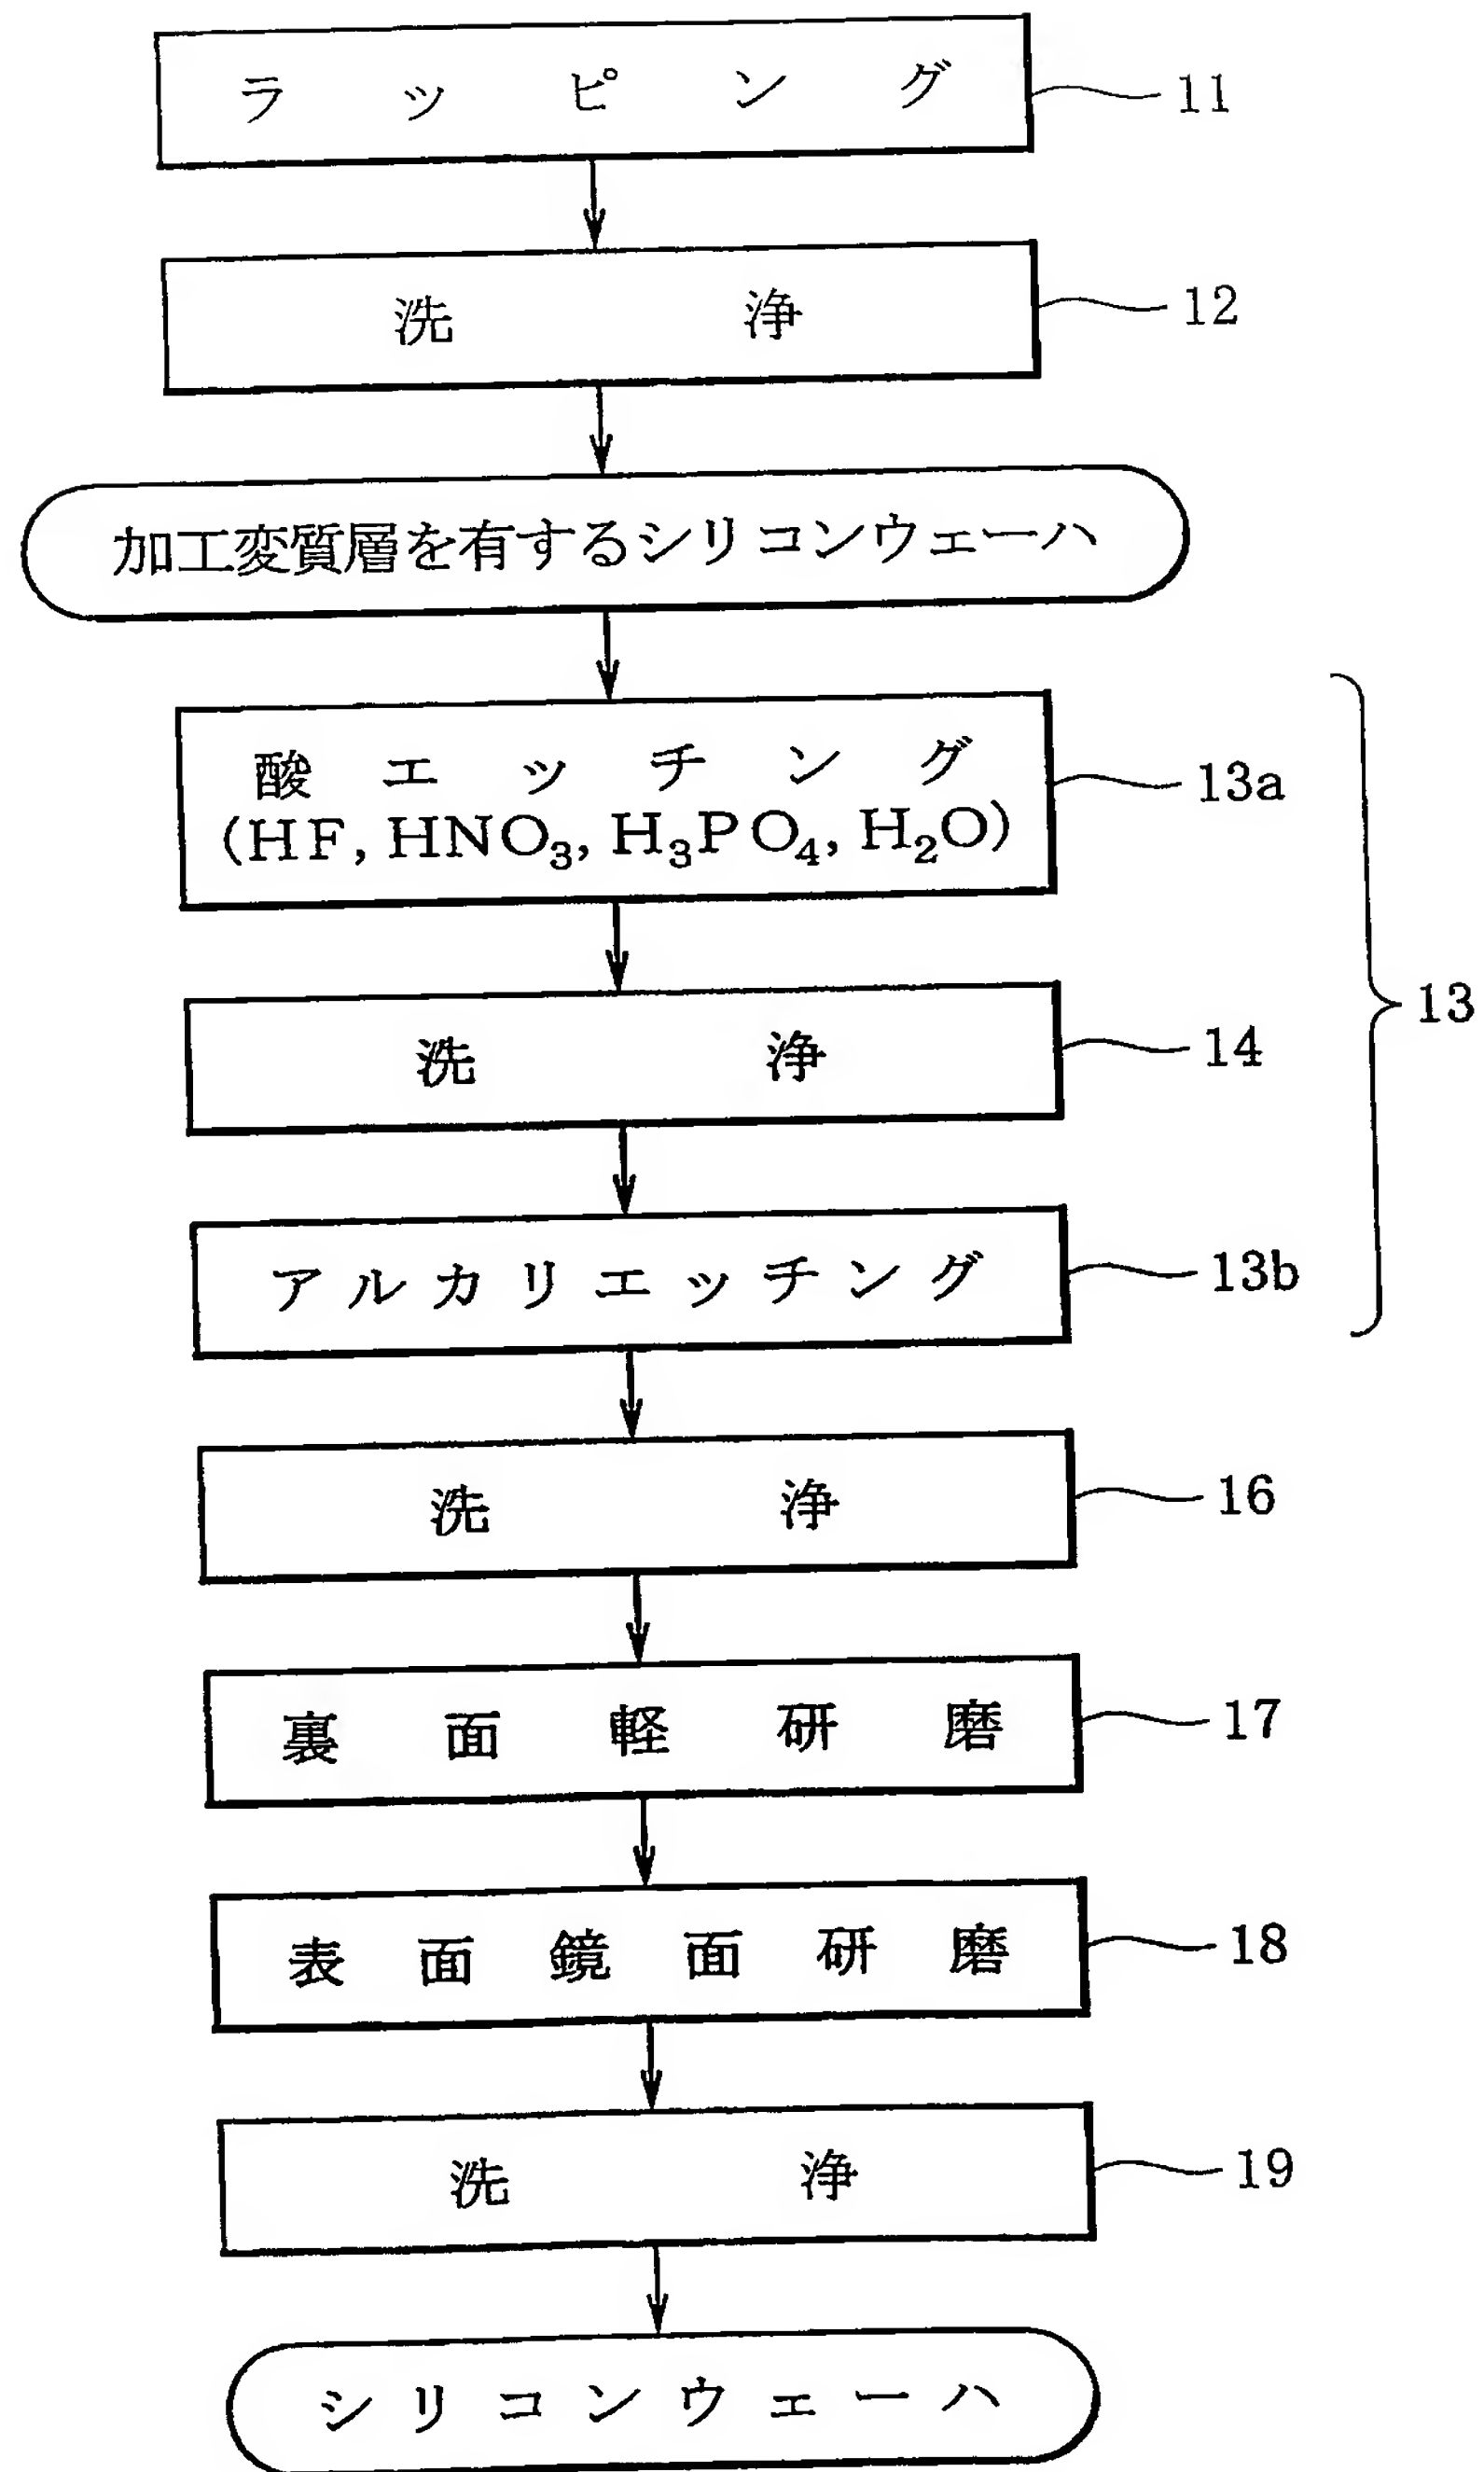 ラッピング
11
洗浄
12
加工変質層を有するシリコンウェーハ
酸エッチング
13a
(HF, HNO₃, H₃PO₄, H₂O)
洗浄
14
13
アルカリエッチング
13b
洗浄
16
裏面軽研磨
17
表面鏡面研磨
18
洗浄
19
シリコンウェーハ